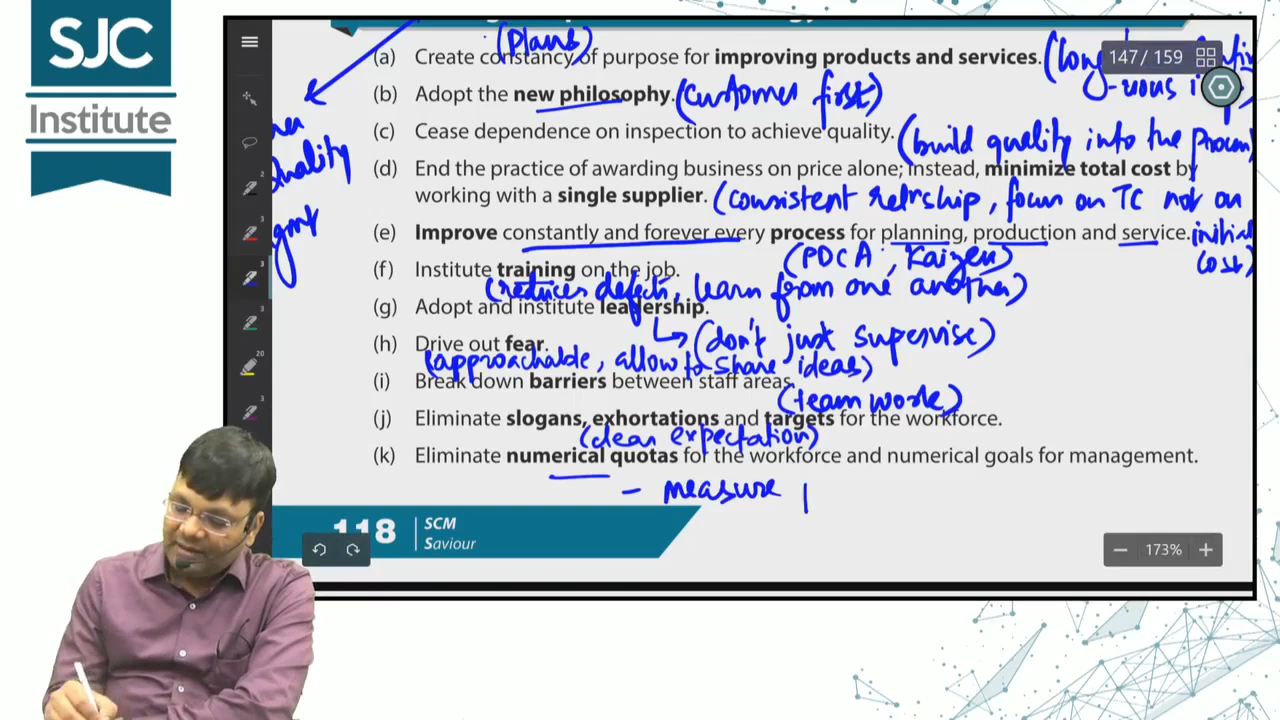 SJC
Institute
(Plans)
(a) Create constancy of purpose for improving products and services.
147/159
(b) Adopt the new philosophy. (customer first)
(c) Cease dependence on inspection to achieve quality.
(build quality into the process)
(d) End the practice of awarding business on price alone; instead, minimize total cost by
working with a single supplier. (consistent reln'ship, focus on TC not on
initial
cost)
(e) Improve constantly and forever every process for planning, production and service.
(PDCA, Kaizen)
(f) Institute training on the job.
(reduces defects, learn from one another)
(g) Adopt and institute leadership.
(don't just supervise)
(h) Drive out fear.
(approachable, allow to share ideas)
(i) Break down barriers between staff areas.
(team work)
(j) Eliminate slogans, exhortations and targets for the workforce.
(clear expectation)
(k) Eliminate numerical quotas for the workforce and numerical goals for management.
- measure
118
SCM
Saviour
173%